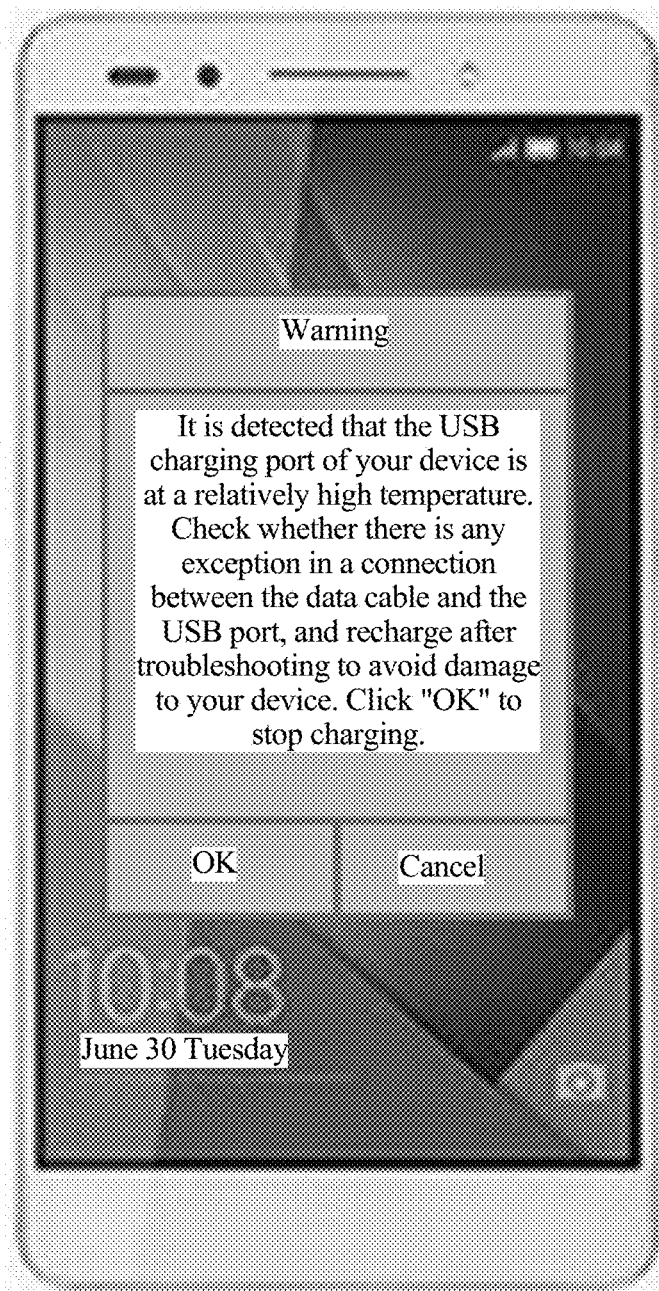 10:08
Warning
It is detected that the USB
charging port of your device is
at a relatively high temperature.
Check whether there is any
exception in a connection
between the data cable and the
USB port, and recharge after
troubleshooting to avoid damage
to your device. Click "OK" to
stop charging.
OK
Cancel
10:08
June 30 Tuesday